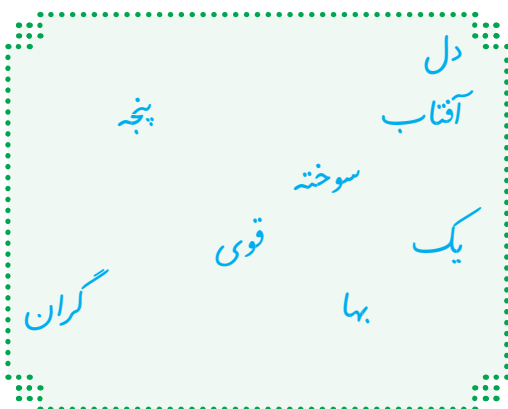 دل
آفتاب پنجه
سوخته
یک قوی
بها گران